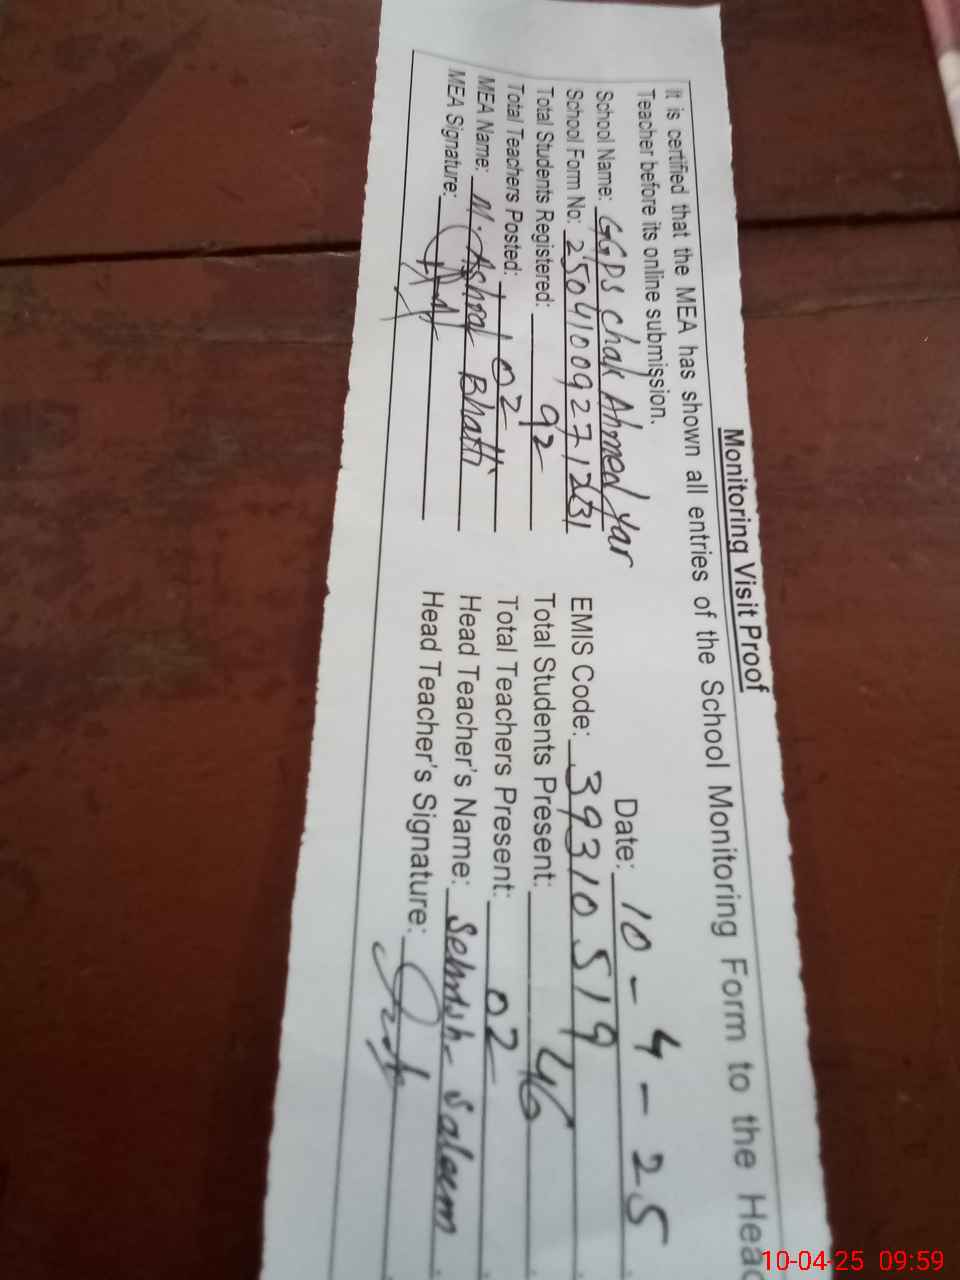 Monitoring Visit Proof
It is certified that the MEA has shown all entries of the School Monitoring Form to the Head
Teacher before its online submission.
Date: 10-4-25
School Name: GGPS Chak Ahmed Yar
School Form No: 2504100927 1231 EMIS Code: 39310519
Total Students Registered: 92 Total Students Present: 46
Total Teachers Posted: 02 Total Teachers Present: 02
MEA Name: M. Ashraf Bhatti Head Teacher's Name: Sehrish Saleem
MEA Signature: Head Teacher's Signature:
10-04-25 09:59